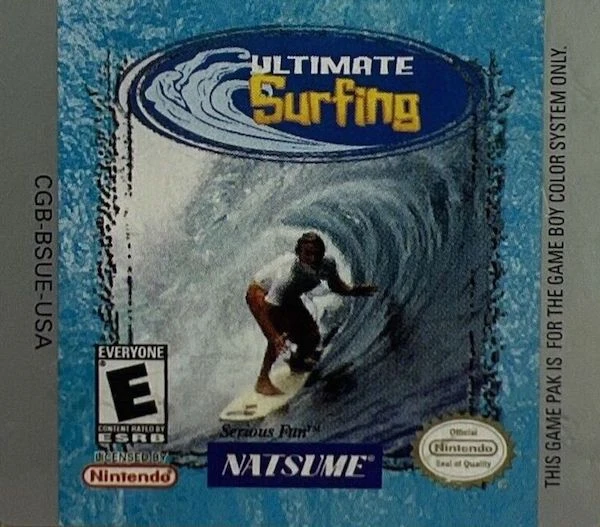 ULTIMATE
Surfing
CGB-BSUE-USA
THIS GAME PAK IS FOR THE GAME BOY COLOR SYSTEM ONLY.
EVERYONE
E
CONTENT RATED BY
ESRB
LICENSED BY
Nintendo
Serious Fun™
NATSUME®
Official
Nintendo
Seal of Quality